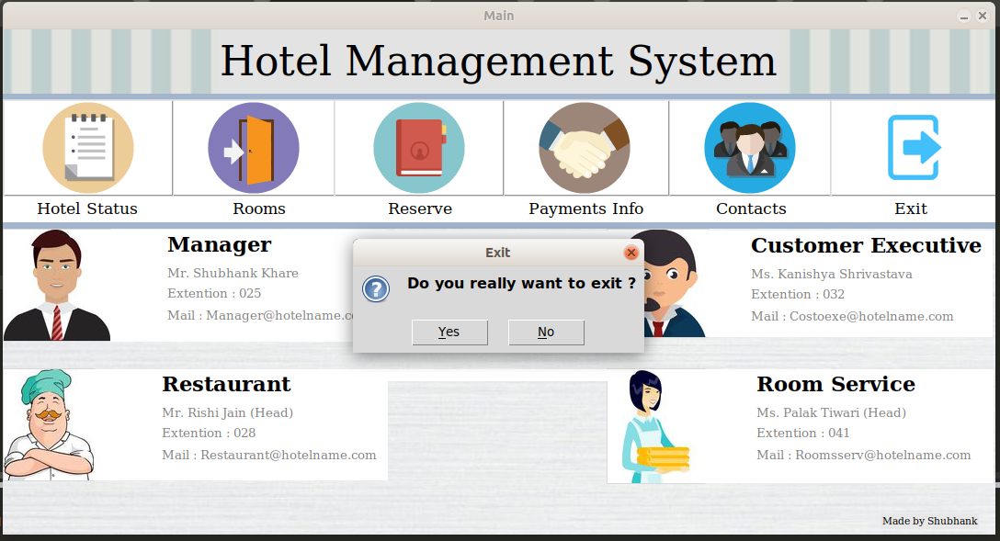 Main
Hotel Management System
Hotel Status
Rooms
Reserve
Payments Info
Contacts
Exit
Manager
Mr. Shubhank Khare
Extention : 025
Mail : Manager@hotelname.co
Customer Executive
Ms. Kanishya Shrivastava
Extention : 032
Mail : Costoexe@hotelname.com
Exit
?
Do you really want to exit ?
Yes
No
Restaurant
Mr. Rishi Jain (Head)
Extention : 028
Mail : Restaurant@hotelname.com
Room Service
Ms. Palak Tiwari (Head)
Extention : 041
Mail : Roomsserv@hotelname.com
Made by Shubhank